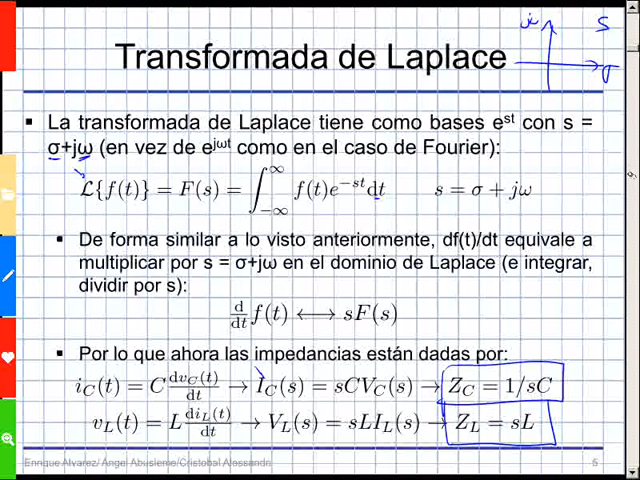 jω
S
σ
Transformada de Laplace
▪ La transformada de Laplace tiene como bases eˢᵗ con s =
σ+jω (en vez de e^{jωt} como en el caso de Fourier):
ℒ{f(t)} = F(s) = ∫_{−∞}^{∞} f(t)e^{−st}dt s = σ + jω
▪ De forma similar a lo visto anteriormente, df(t)/dt equivale a
multiplicar por s = σ+jω en el dominio de Laplace (e integrar,
dividir por s):
d/dt f(t) ⟷ sF(s)
▪ Por lo que ahora las impedancias están dadas por:
i_C(t) = C dv_C(t)/dt → I_C(s) = sCV_C(s) → Z_C = 1/sC
v_L(t) = L di_L(t)/dt → V_L(s) = sLI_L(s) → Z_L = sL
Enrique Alvarez/ Ángel Abusleme/Cristobal Alessandri
5